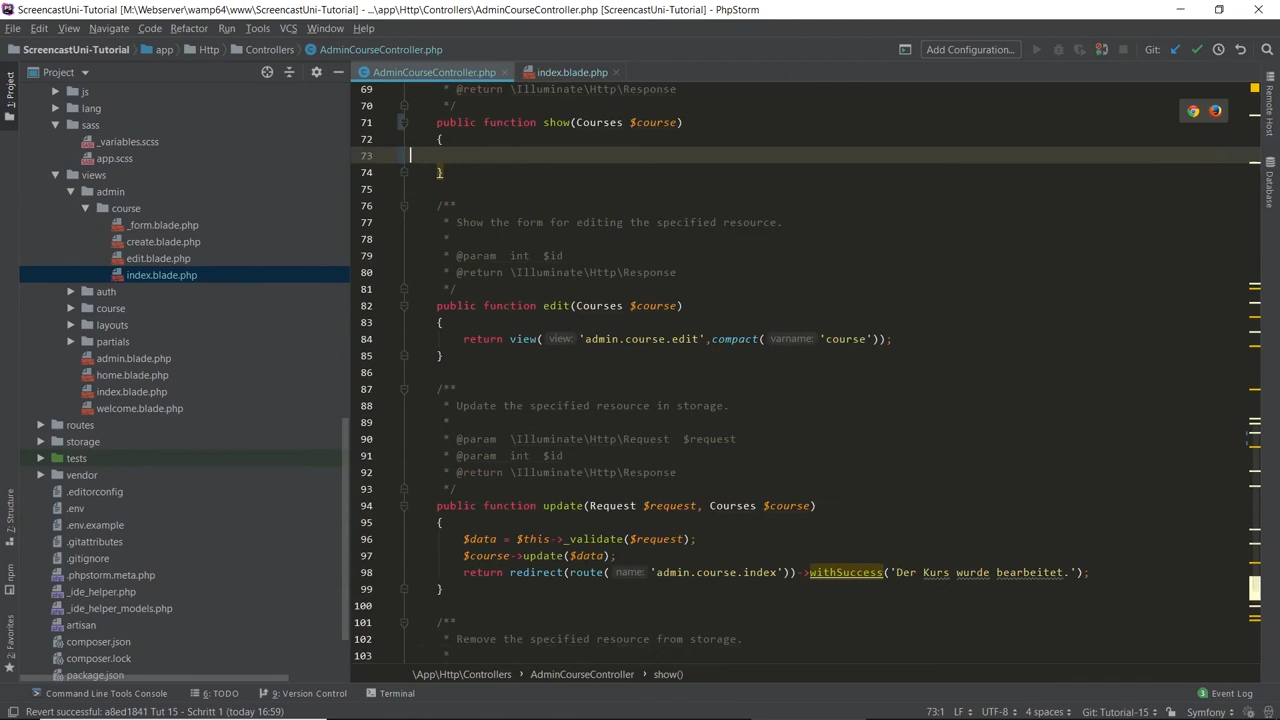 ScreencastUni-Tutorial [M:\Webserver\wamp64\www\ScreencastUni-Tutorial] - ...\app\Http\Controllers\AdminCourseController.php [ScreencastUni-Tutorial] - PhpStorm
File Edit View Navigate Code Refactor Run Tools VCS Window Help
ScreencastUni-Tutorial app Http Controllers AdminCourseController.php Add Configuration... Git:
1: Project
Project
AdminCourseController.php index.blade.php
js
lang
sass
_variables.scss
app.scss
views
admin
course
_form.blade.php
create.blade.php
edit.blade.php
index.blade.php
auth
course
layouts
partials
admin.blade.php
home.blade.php
index.blade.php
welcome.blade.php
routes
storage
tests
vendor
.editorconfig
.env
.env.example
.gitattributes
.gitignore
.phpstorm.meta.php
_ide_helper.php
_ide_helper_models.php
artisan
composer.json
composer.lock
package.json
7: Structure
npm
2: Favorites
69 * @return \Illuminate\Http\Response
70 */
71 public function show(Courses $course)
72 {
73
74 }
75
76 /**
77 * Show the form for editing the specified resource.
78 *
79 * @param int $id
80 * @return \Illuminate\Http\Response
81 */
82 public function edit(Courses $course)
83 {
84 return view( view: 'admin.course.edit',compact( varname: 'course'));
85 }
86
87 /**
88 * Update the specified resource in storage.
89 *
90 * @param \Illuminate\Http\Request $request
91 * @param int $id
92 * @return \Illuminate\Http\Response
93 */
94 public function update(Request $request, Courses $course)
95 {
96 $data = $this->_validate($request);
97 $course->update($data);
98 return redirect(route( name: 'admin.course.index'))->withSuccess('Der Kurs wurde bearbeitet.');
99 }
100
101 /**
102 * Remove the specified resource from storage.
103 *
Remote Host
Database
\App\Http\Controllers AdminCourseController show()
Command Line Tools Console 6: TODO 9: Version Control Terminal Event Log
Revert successful: a8ed1841 Tut 15 - Schritt 1 (today 16:59) 73:1 LF UTF-8 4 spaces Git: Tutorial-15 Symfony